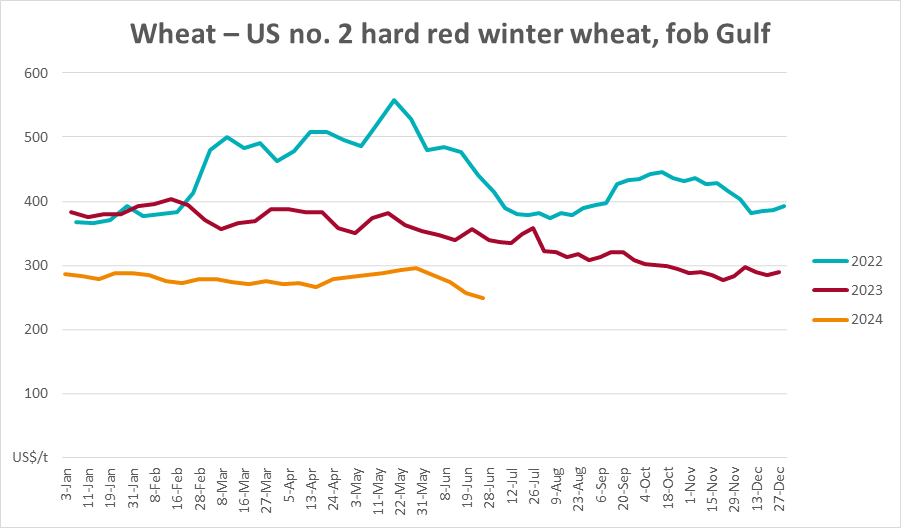 Wheat – US no. 2 hard red winter wheat, fob Gulf
600
500
400
300
200
100
US$/t
2022
2023
2024
3-Jan
11-Jan
19-Jan
31-Jan
8-Feb
16-Feb
28-Feb
8-Mar
16-Mar
28-Mar
5-Apr
13-Apr
24-Apr
3-May
11-May
22-May
31-May
8-Jun
19-Jun
28-Jun
12-Jul
26-Jul
9-Aug
23-Aug
6-Sep
20-Sep
4-Oct
18-Oct
1-Nov
15-Nov
29-Nov
13-Dec
27-Dec